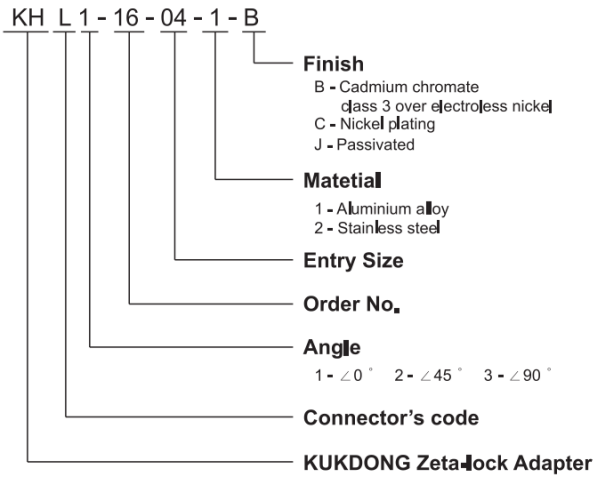 KH L 1 - 16 - 04 - 1 - B
Finish
B - Cadmium chromate
class 3 over electroless nickel
C - Nickel plating
J - Passivated
Matetial
1 - Aluminium alloy
2 - Stainless steel
Entry Size
Order No.
Angle
1 - ∠0° 2 - ∠45° 3 - ∠90°
Connector's code
KUKDONG Zeta-lock Adapter